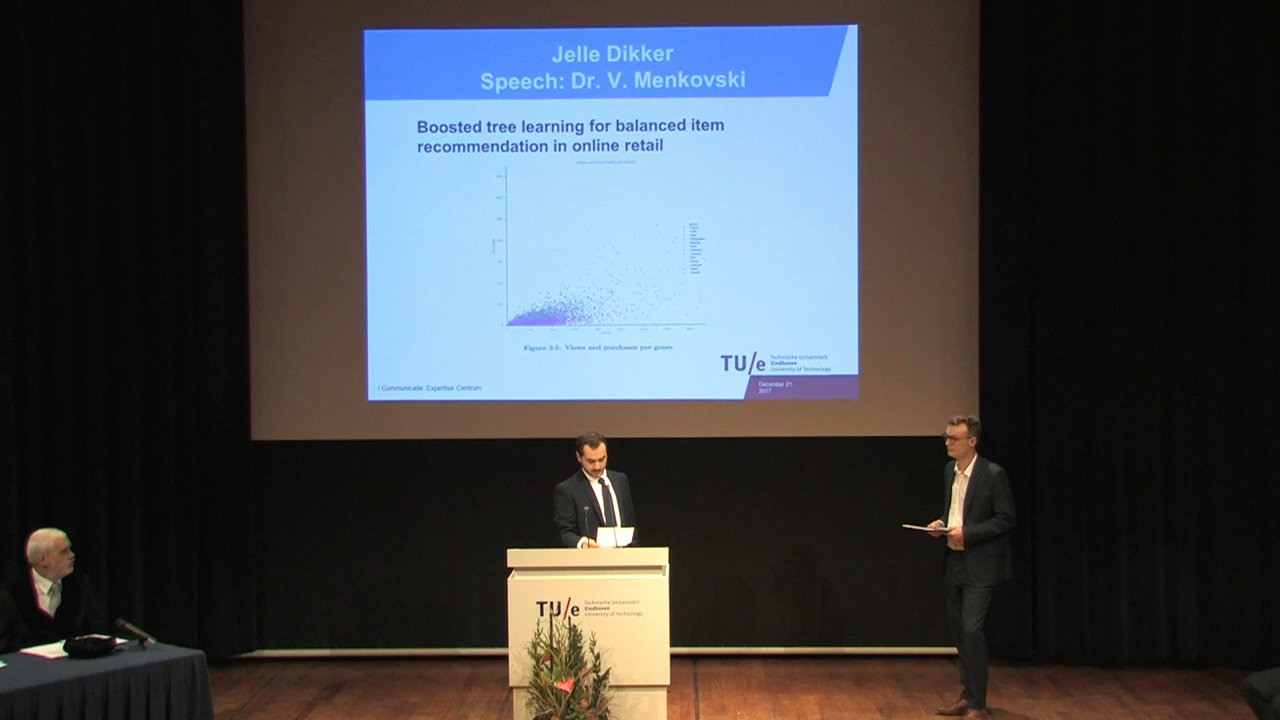 Jelle Dikker
Speech: Dr. V. Menkovski
Boosted tree learning for balanced item
recommendation in online retail
Figure 3.5: Views and purchases per genre
TU/e
Technische Universiteit
Eindhoven
University of Technology
/ Communicatie Expertise Centrum
December 21,
2017
TU/e
Technische Universiteit
Eindhoven
University of Technology